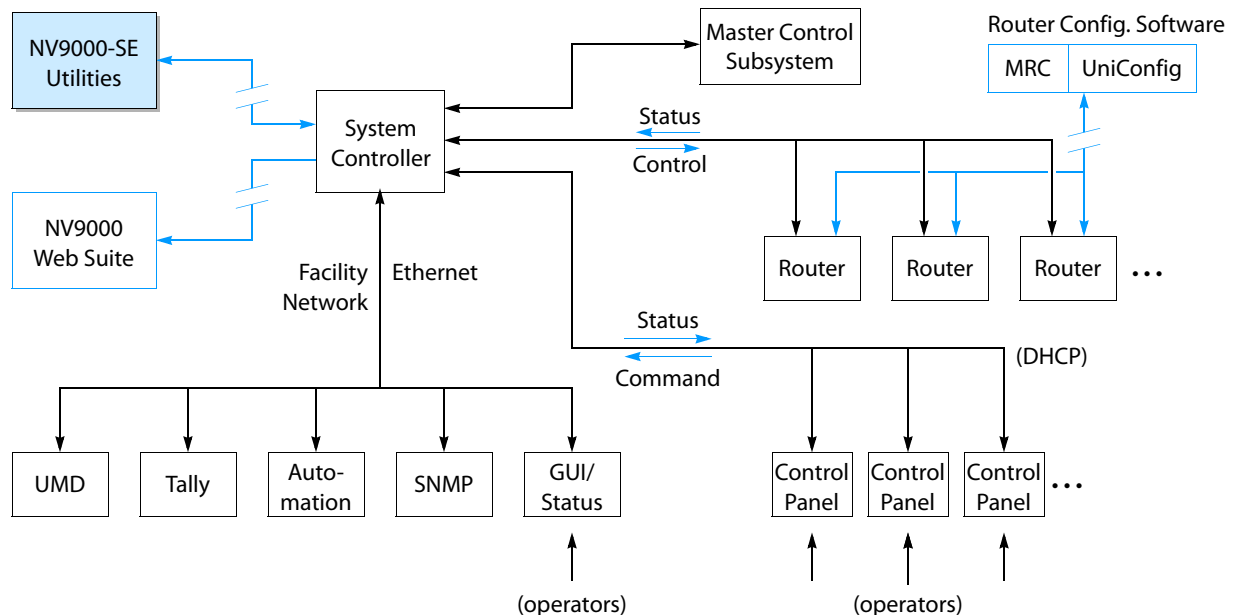 NV9000-SE
Utilities
Master Control
Subsystem
Router Config. Software
MRC
UniConfig
System
Controller
Status
Control
NV9000
Web Suite
Facility
Network
Ethernet
Router
Router
Router
...
Status
Command
(DHCP)
UMD
Tally
Auto-
mation
SNMP
GUI/
Status
Control
Panel
Control
Panel
Control
Panel
...
(operators)
(operators)